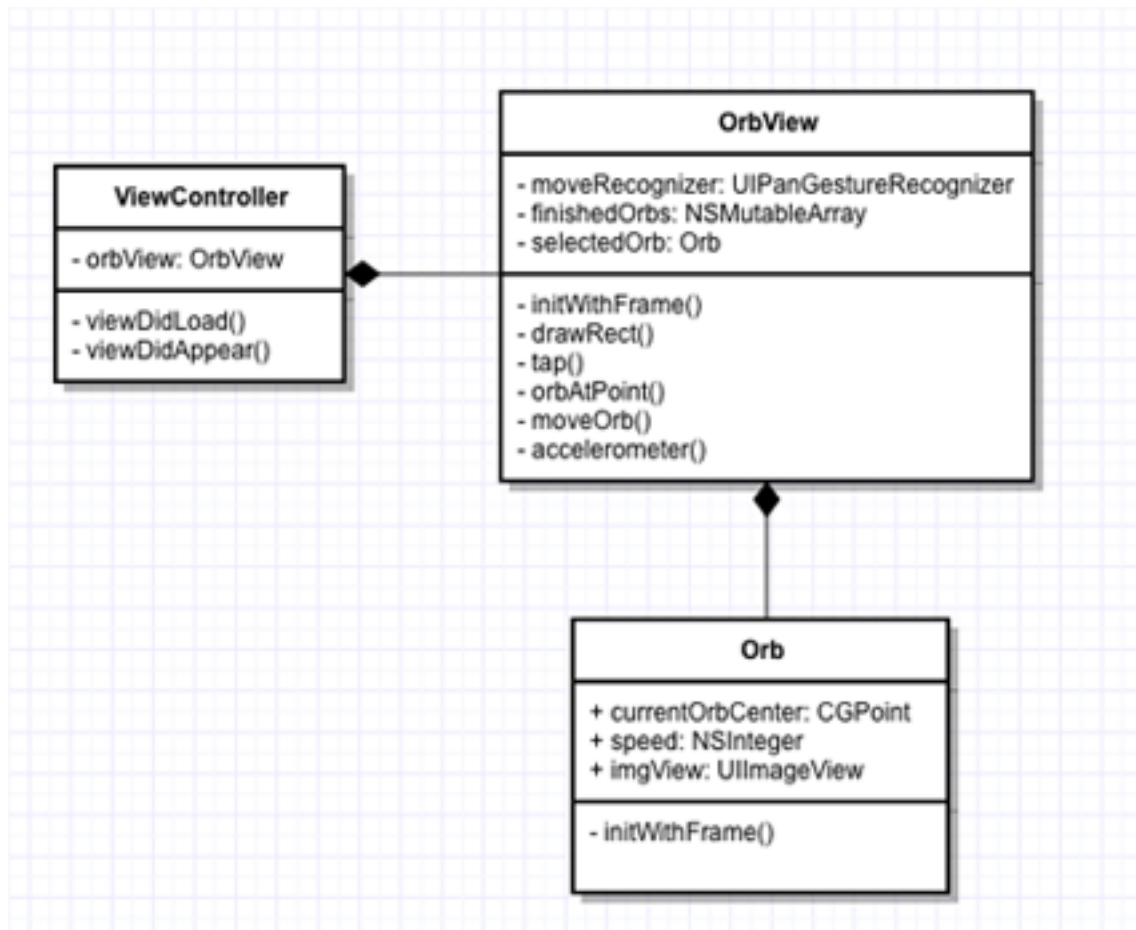 ViewController
- orbView: OrbView
- viewDidLoad()
- viewDidAppear()
OrbView
- moveRecognizer: UIPanGestureRecognizer
- finishedOrbs: NSMutableArray
- selectedOrb: Orb
- initWithFrame()
- drawRect()
- tap()
- orbAtPoint()
- moveOrb()
- accelerometer()
Orb
+ currentOrbCenter: CGPoint
+ speed: NSInteger
+ imgView: UIImageView
- initWithFrame()